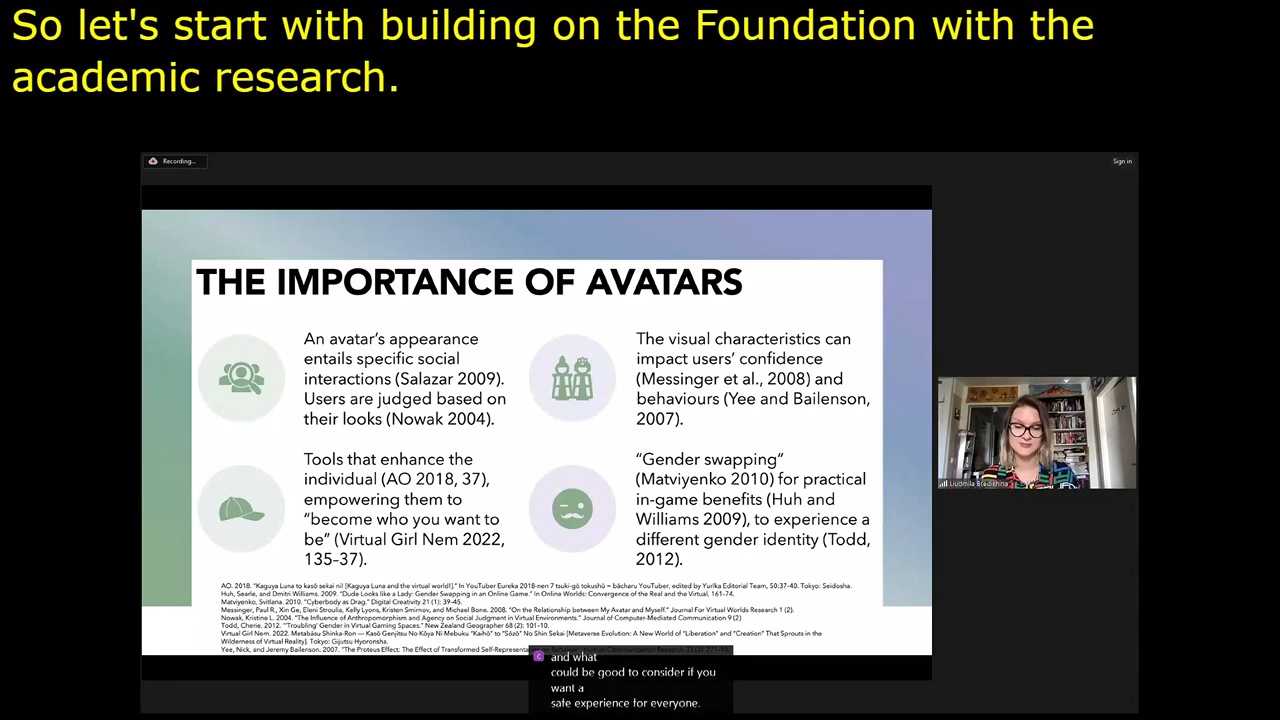 So let's start with building on the Foundation with the
academic research.
Recording...
Sign in
THE IMPORTANCE OF AVATARS
An avatar's appearance
entails specific social
interactions (Salazar 2009).
Users are judged based on
their looks (Nowak 2004).
The visual characteristics can
impact users' confidence
(Messinger et al., 2008) and
behaviours (Yee and Bailenson,
2007).
Tools that enhance the
individual (AO 2018, 37),
empowering them to
"become who you want to
be" (Virtual Girl Nem 2022,
135–37).
"Gender swapping"
(Matviyenko 2010) for practical
in-game benefits (Huh and
Williams 2009), to experience a
different gender identity (Todd,
2012).
Liudmila Bredikhina
AO. 2018. "Kaguya Luna to kasō sekai ni! [Kaguya Luna and the virtual world!]." In YouTuber Eureka 2018-nen 7 tsuki-gō tokushū = bācharu YouTuber, edited by Yurīka Editorial Team, 50:37-40. Tokyo: Seidosha.
Huh, Searle, and Dmitri Williams. 2009. "Dude Looks like a Lady: Gender Swapping in an Online Game." In Online Worlds: Convergence of the Real and the Virtual, 161–74.
Matviyenko, Svitlana. 2010. "Cyberbody as Drag." Digital Creativity 21 (1): 39-45.
Messinger, Paul R., Xin Ge, Eleni Stroulia, Kelly Lyons, Kristen Smirnov, and Michael Bone. 2008. "On the Relationship between My Avatar and Myself." Journal For Virtual Worlds Research 1 (2).
Nowak, Kristine L. 2004. "The Influence of Anthropomorphism and Agency on Social Judgment in Virtual Environments." Journal of Computer-Mediated Communication 9 (2)
Todd, Cherie. 2012. "'Troubling' Gender in Virtual Gaming Spaces." New Zealand Geographer 68 (2): 101–10.
Virtual Girl Nem. 2022. Metabāsu Shinka-Ron — Kasō Genjitsu No Kōya Ni Mebuku "Kaihō" to "Sōzō" No Shin Sekai [Metaverse Evolution: A New World of "Liberation" and "Creation" That Sprouts in the
Wilderness of Virtual Reality]. Tokyo: Gijutsu Hyoronsha.
Yee, Nick, and Jeremy Bailenson. 2007. "The Proteus Effect: The Effect of Transformed Self-Representation
C
and what
could be good to consider if you
want a
safe experience for everyone.